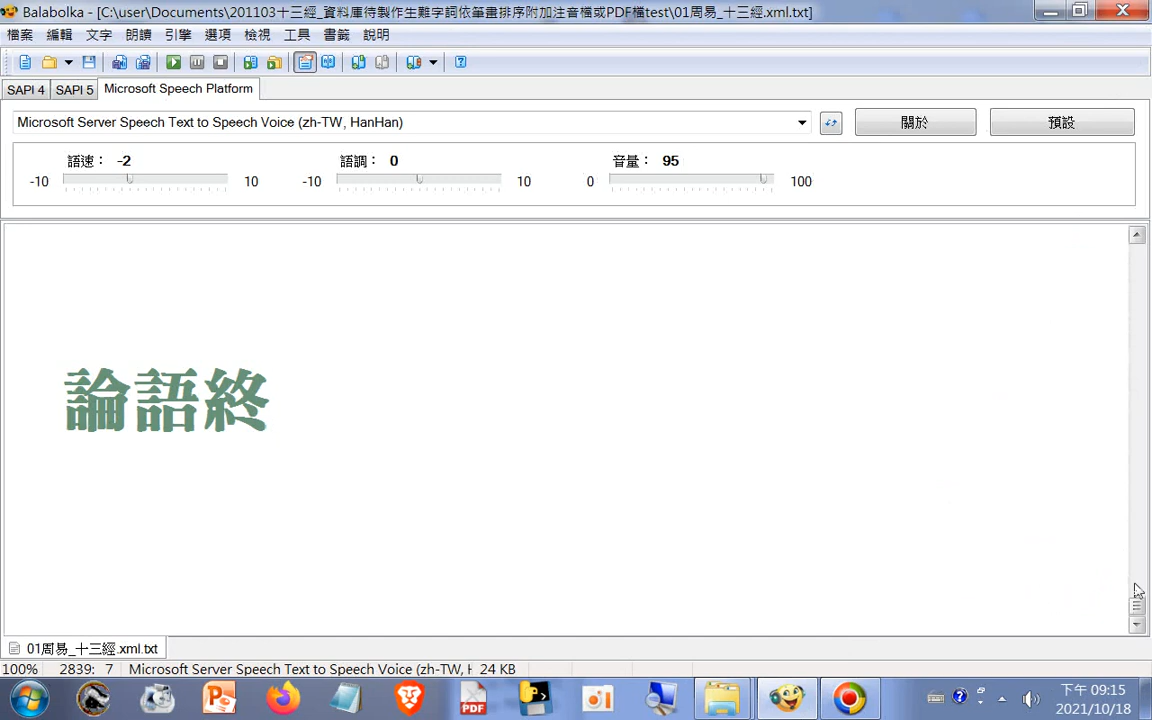 Balabolka - [C:\user\Documents\201103十三經_資料庫待製作生難字詞依筆畫排序附加注音檔或PDF檔test\01周易_十三經.xml.txt]
檔案 編輯 文字 朗讀 引擎 選項 檢視 工具 書籤 說明
SAPI 4 SAPI 5 Microsoft Speech Platform
Microsoft Server Speech Text to Speech Voice (zh-TW, HanHan) 關於 預設
語速： -2 語調： 0 音量： 95
-10 10 -10 10 0 100
論語終
01周易_十三經.xml.txt
100% 2839: 7 Microsoft Server Speech Text to Speech Voice (zh-TW, H 24 KB
下午 09:15
2021/10/18